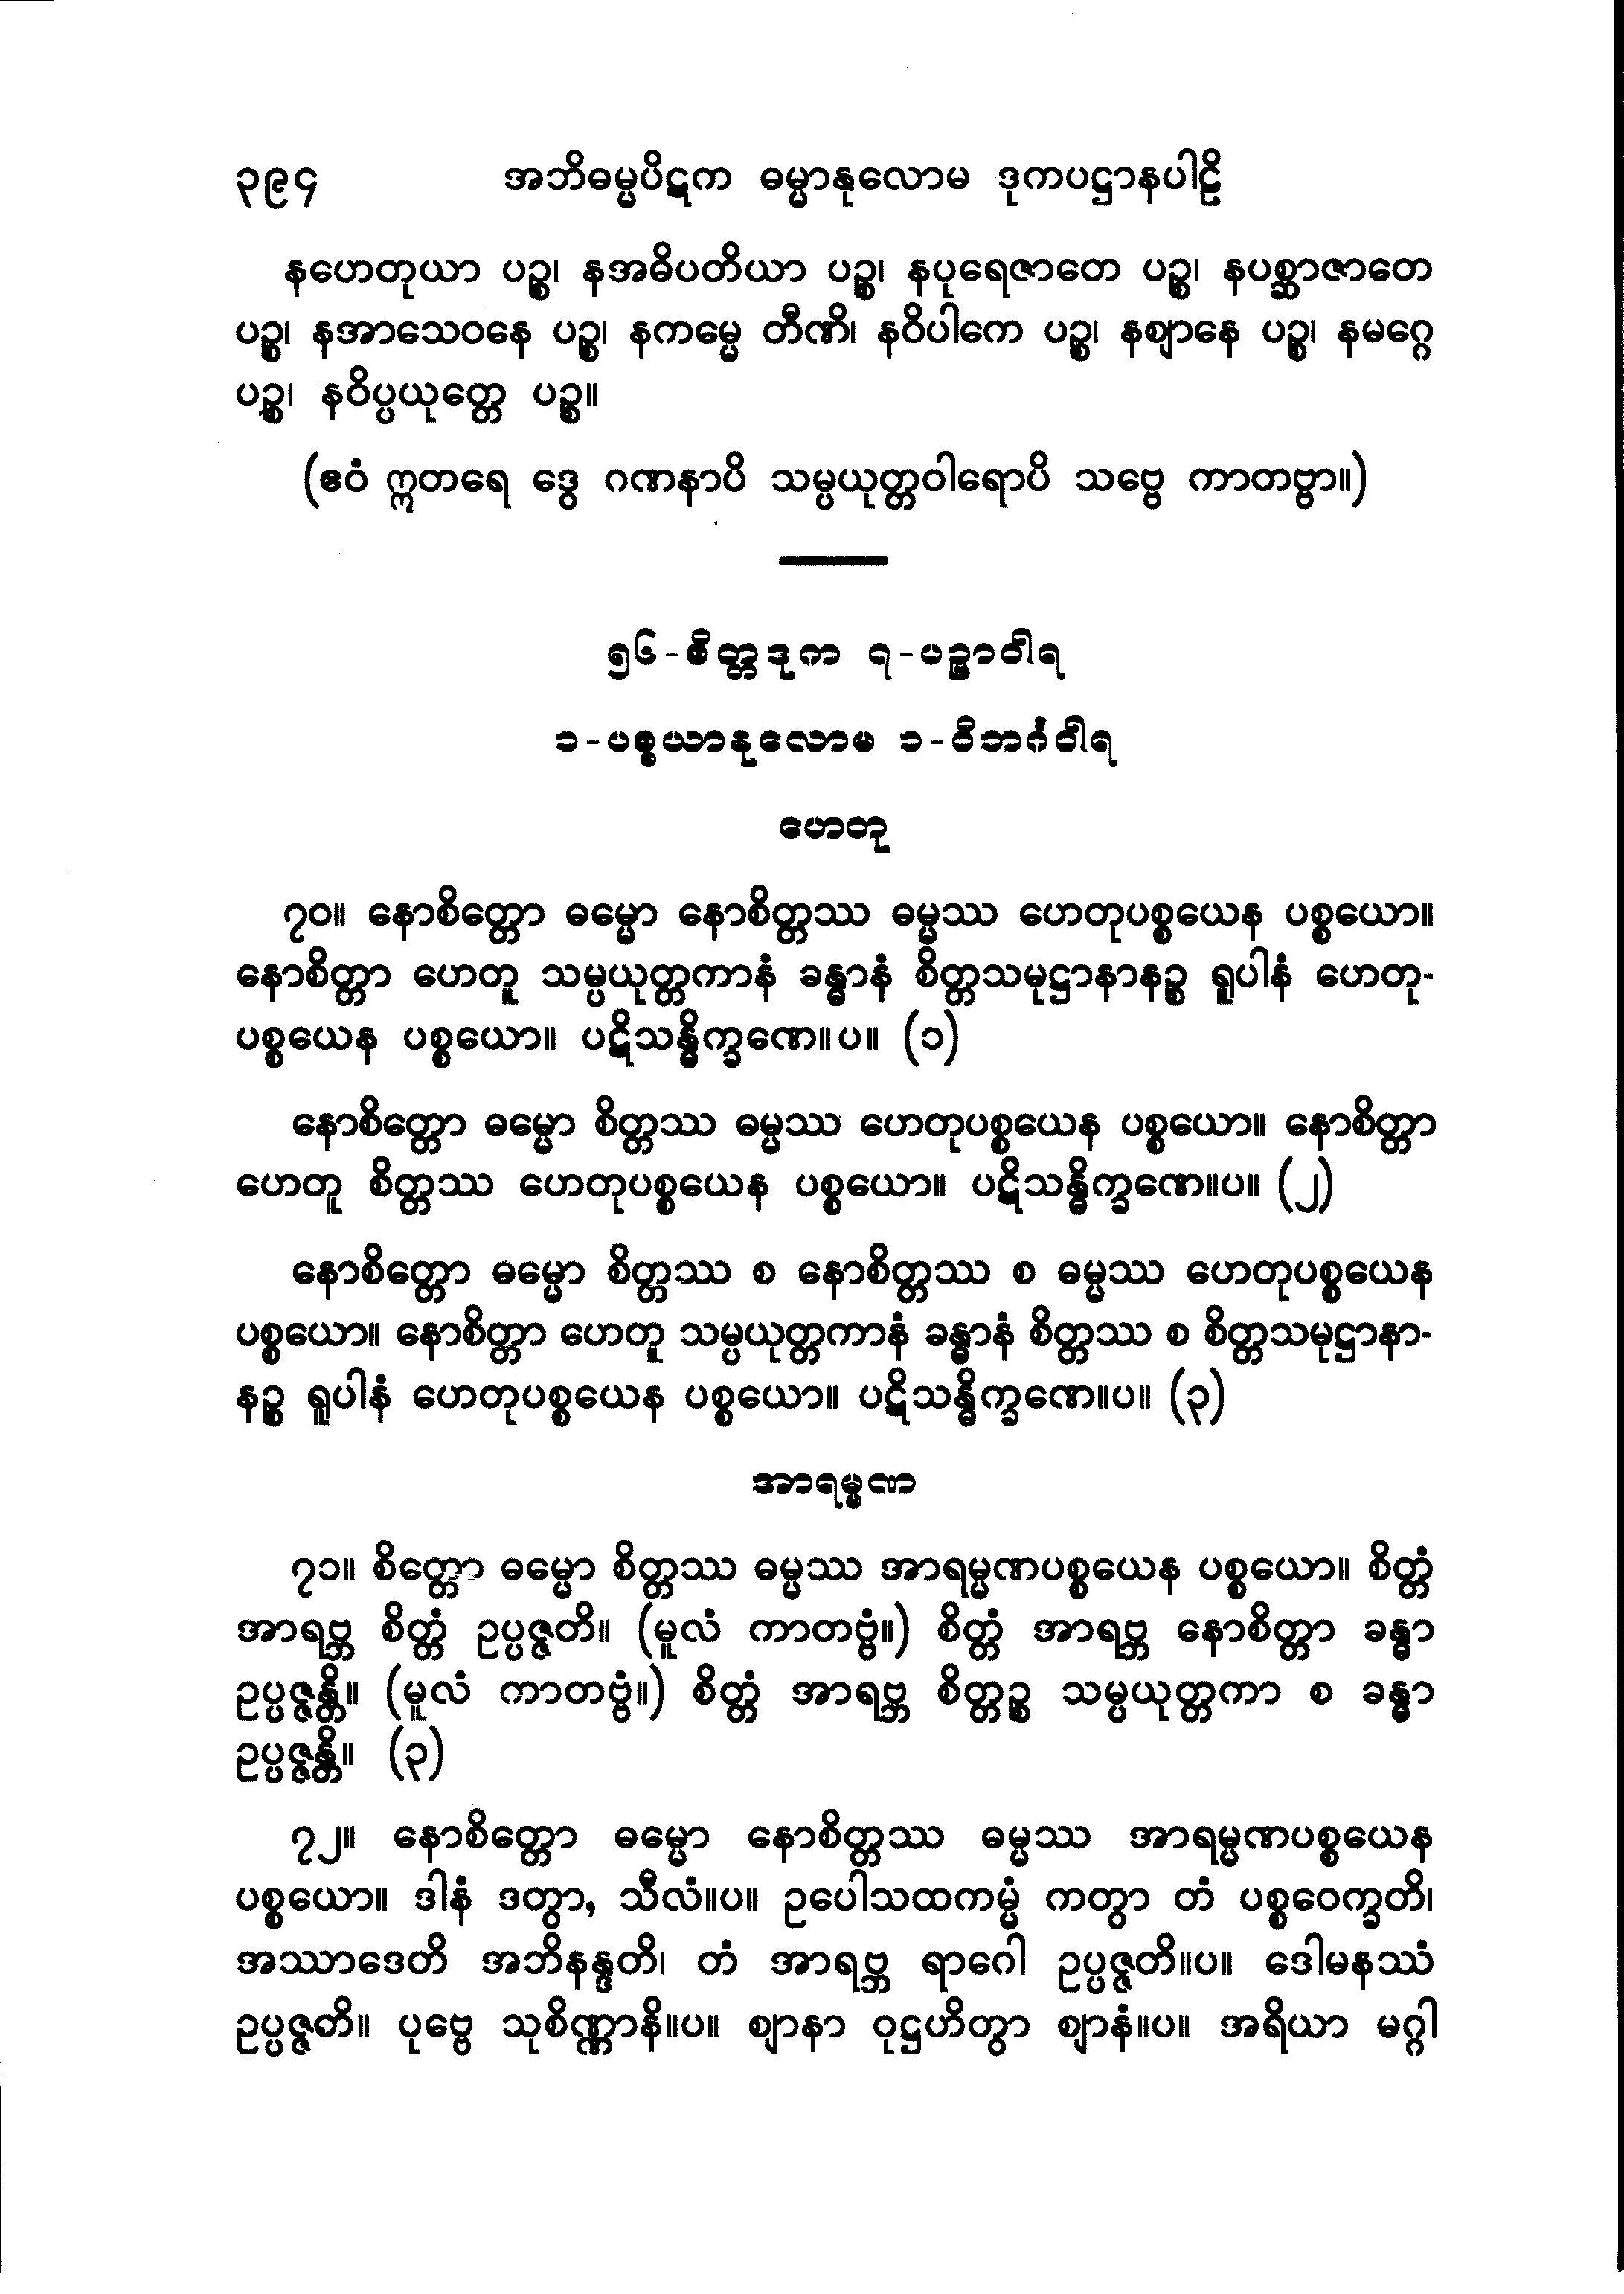 ၃၉၄ အဘိဓမ္မပိဋက ဓမ္မာနုလောမ ဒုကပဋ္ဌာနပါဠိ
နဟေတုယာ ပဉ္စ၊ နအဓိပတိယာ ပဉ္စ၊ နပုရေဇာတေ ပဉ္စ၊ နပစ္ဆာဇာတေ
ပဉ္စ၊ နအာသေဝနေ ပဉ္စ၊ နကမ္မေ တီဏိ၊ နဝိပါကေ ပဉ္စ၊ နဈာနေ ပဉ္စ၊ နမဂ္ဂေ
ပဉ္စ၊ နဝိပ္ပယုတ္တေ ပဉ္စ။
(ဧဝံ ဣတရေ ဒွေ ဂဏနာပိ သမ္ပယုတ္တဝါရောပိ သဗ္ဗေ ကာတဗ္ဗာ။)
၅၆-စိတ္တဒုက ၇-ပဉှာဝါရ
၁-ပစ္စယာနုလောမ ၁-ဝိဘင်္ဂဝါရ
ဟေတု
၇၀။ နောစိတ္တော ဓမ္မော နောစိတ္တဿ ဓမ္မဿ ဟေတုပစ္စယေန ပစ္စယော။
နောစိတ္တာ ဟေတူ သမ္ပယုတ္တကာနံ ခန္ဓာနံ စိတ္တသမုဋ္ဌာနာနဉ္စ ရူပါနံ ဟေတု-
ပစ္စယေန ပစ္စယော။ ပဋိသန္ဓိက္ခဏေ။ပ။ (၁)
နောစိတ္တော ဓမ္မော စိတ္တဿ ဓမ္မဿ ဟေတုပစ္စယေန ပစ္စယော။ နောစိတ္တာ
ဟေတူ စိတ္တဿ ဟေတုပစ္စယေန ပစ္စယော။ ပဋိသန္ဓိက္ခဏေ။ပ။ (၂)
နောစိတ္တော ဓမ္မော စိတ္တဿ စ နောစိတ္တဿ စ ဓမ္မဿ ဟေတုပစ္စယေန
ပစ္စယော။ နောစိတ္တာ ဟေတူ သမ္ပယုတ္တကာနံ ခန္ဓာနံ စိတ္တဿ စ စိတ္တသမုဋ္ဌာနာ-
နဉ္စ ရူပါနံ ဟေတုပစ္စယေန ပစ္စယော။ ပဋိသန္ဓိက္ခဏေ။ပ။ (၃)
အာရမ္မဏ
၇၁။ စိတ္တော ဓမ္မော စိတ္တဿ ဓမ္မဿ အာရမ္မဏပစ္စယေန ပစ္စယော။ စိတ္တံ
အာရဗ္ဘ စိတ္တံ ဥပ္ပဇ္ဇတိ။ (မူလံ ကာတဗ္ဗံ။) စိတ္တံ အာရဗ္ဘ နောစိတ္တာ ခန္ဓာ
ဥပ္ပဇ္ဇန္တိ။ (မူလံ ကာတဗ္ဗံ။) စိတ္တံ အာရဗ္ဘ စိတ္တဉ္စ သမ္ပယုတ္တကာ စ ခန္ဓာ
ဥပ္ပဇ္ဇန္တိ။ (၃)
၇၂။ နောစိတ္တော ဓမ္မော နောစိတ္တဿ ဓမ္မဿ အာရမ္မဏပစ္စယေန
ပစ္စယော။ ဒါနံ ဒတွာ, သီလံ။ပ။ ဥပေါသထကမ္မံ ကတွာ တံ ပစ္စဝေက္ခတိ၊
အဿာဒေတိ အဘိနန္ဒတိ၊ တံ အာရဗ္ဘ ရာဂေါ ဥပ္ပဇ္ဇတိ။ပ။ ဒေါမနဿံ
ဥပ္ပဇ္ဇတိ။ ပုဗ္ဗေ သုစိဏ္ဏာနိ။ပ။ ဈာနာ ဝုဋ္ဌဟိတွာ ဈာနံ။ပ။ အရိယာ မဂ္ဂါ